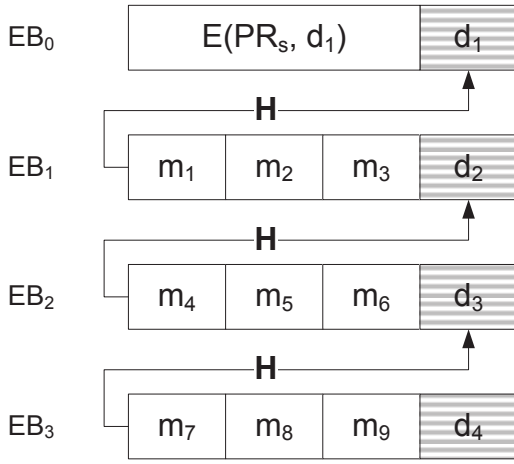 EB₀ E(PRₛ, d₁) d₁
H
EB₁ m₁ m₂ m₃ d₂
H
EB₂ m₄ m₅ m₆ d₃
H
EB₃ m₇ m₈ m₉ d₄